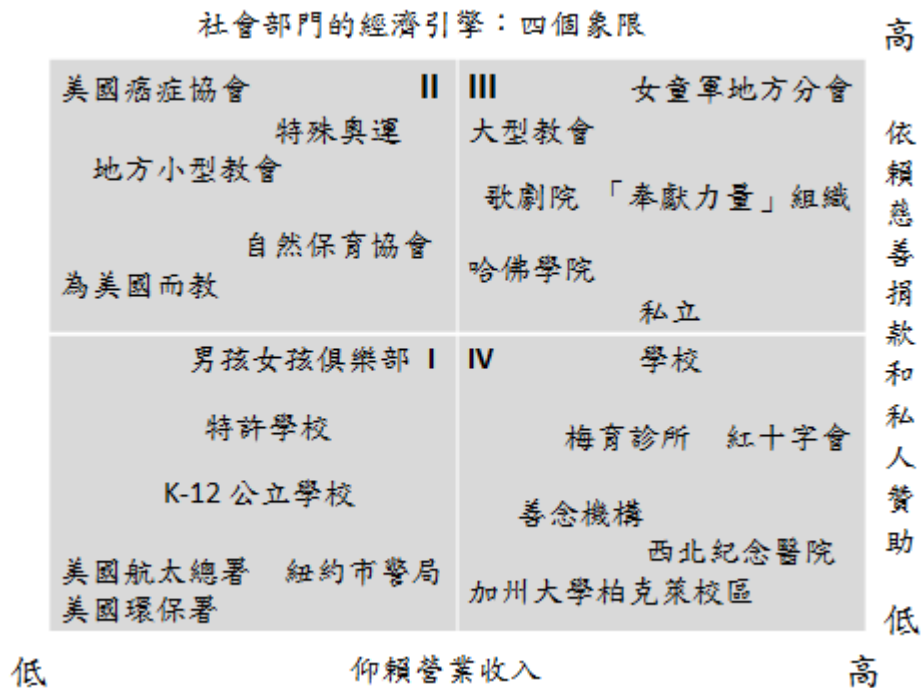 社會部門的經濟引擎：四個象限
美國癌症協會 II
特殊奧運
地方小型教會
自然保育協會
為美國而教
III 女童軍地方分會
大型教會
歌劇院 「奉獻力量」組織
哈佛學院
私立
男孩女孩俱樂部 I
特許學校
K-12 公立學校
美國航太總署 紐約市警局
美國環保署
IV 學校
梅育診所 紅十字會
善念機構
西北紀念醫院
加州大學柏克萊校區
高
依賴慈善捐款和私人贊助
低
低 仰賴營業收入 高